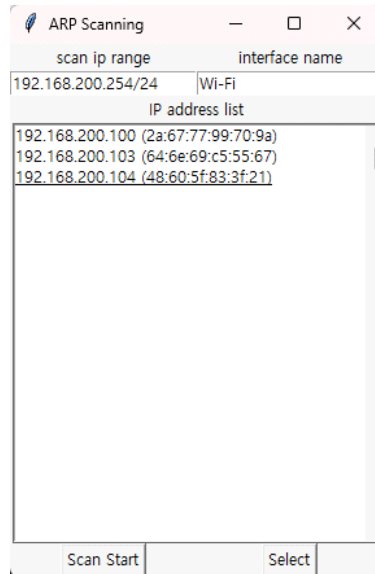 ARP Scanning
scan ip range interface name
192.168.200.254/24 Wi-Fi
IP address list
192.168.200.100 (2a:67:77:99:70:9a)
192.168.200.103 (64:6e:69:c5:55:67)
192.168.200.104 (48:60:5f:83:3f:21)
Scan Start Select